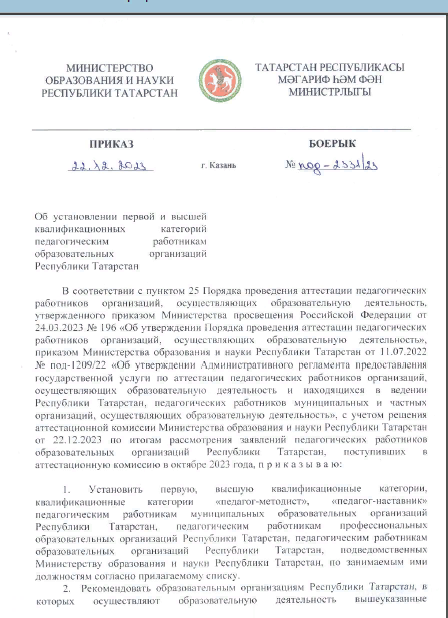 МИНИСТЕРСТВО
ОБРАЗОВАНИЯ И НАУКИ
РЕСПУБЛИКИ ТАТАРСТАН
ТАТАРСТАН РЕСПУБЛИКАСЫ
МӘГАРИФ ҺӘМ ФӘН
МИНИСТРЛЫГЫ
ПРИКАЗ
БОЕРЫК
22.12.2023
г. Казань
№ под-2331/23
Об установлении первой и высшей
квалификационных категорий
педагогическим работникам
образовательных организаций
Республики Татарстан
В соответствии с пунктом 25 Порядка проведения аттестации педагогических
работников организаций, осуществляющих образовательную деятельность,
утвержденного приказом Министерства просвещения Российской Федерации от
24.03.2023 № 196 «Об утверждении Порядка проведения аттестации педагогических
работников организаций, осуществляющих образовательную деятельность»,
приказом Министерства образования и науки Республики Татарстан от 11.07.2022
№ под-1209/22 «Об утверждении Административного регламента предоставления
государственной услуги по аттестации педагогических работников организаций,
осуществляющих образовательную деятельность и находящихся в ведении
Республики Татарстан, педагогических работников муниципальных и частных
организаций, осуществляющих образовательную деятельность», с учетом решения
аттестационной комиссии Министерства образования и науки Республики Татарстан
от 22.12.2023 по итогам рассмотрения заявлений педагогических работников
образовательных организаций Республики Татарстан, поступивших в
аттестационную комиссию в октябре 2023 года, п р и к а з ы в а ю:
1. Установить первую, высшую квалификационные категории,
квалификационные категории «педагог-методист», «педагог-наставник»
педагогическим работникам муниципальных образовательных организаций
Республики Татарстан, педагогическим работникам профессиональных
образовательных организаций Республики Татарстан, педагогическим работникам
образовательных организаций Республики Татарстан, подведомственных
Министерству образования и науки Республики Татарстан, по занимаемым ими
должностям согласно прилагаемому списку.
2. Рекомендовать образовательным организациям Республики Татарстан, в
которых осуществляют образовательную деятельность вышеуказанные